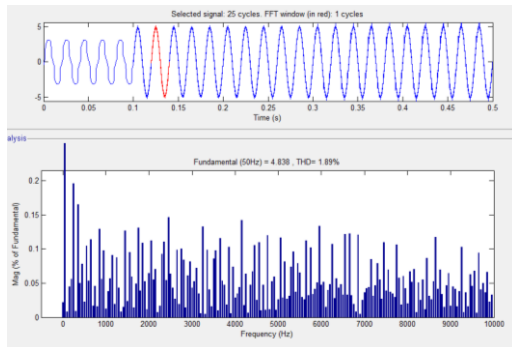 Selected signal: 25 cycles. FFT window (in red): 1 cycles
5
0
-5
0 0.05 0.1 0.15 0.2 0.25 0.3 0.35 0.4 0.45 0.5
Time (s)
alysis
Fundamental (50Hz) = 4.838 , THD= 1.89%
0.2
0.15
0.1
0.05
0
Mag (% of Fundamental)
0 1000 2000 3000 4000 5000 6000 7000 8000 9000 10000
Frequency (Hz)